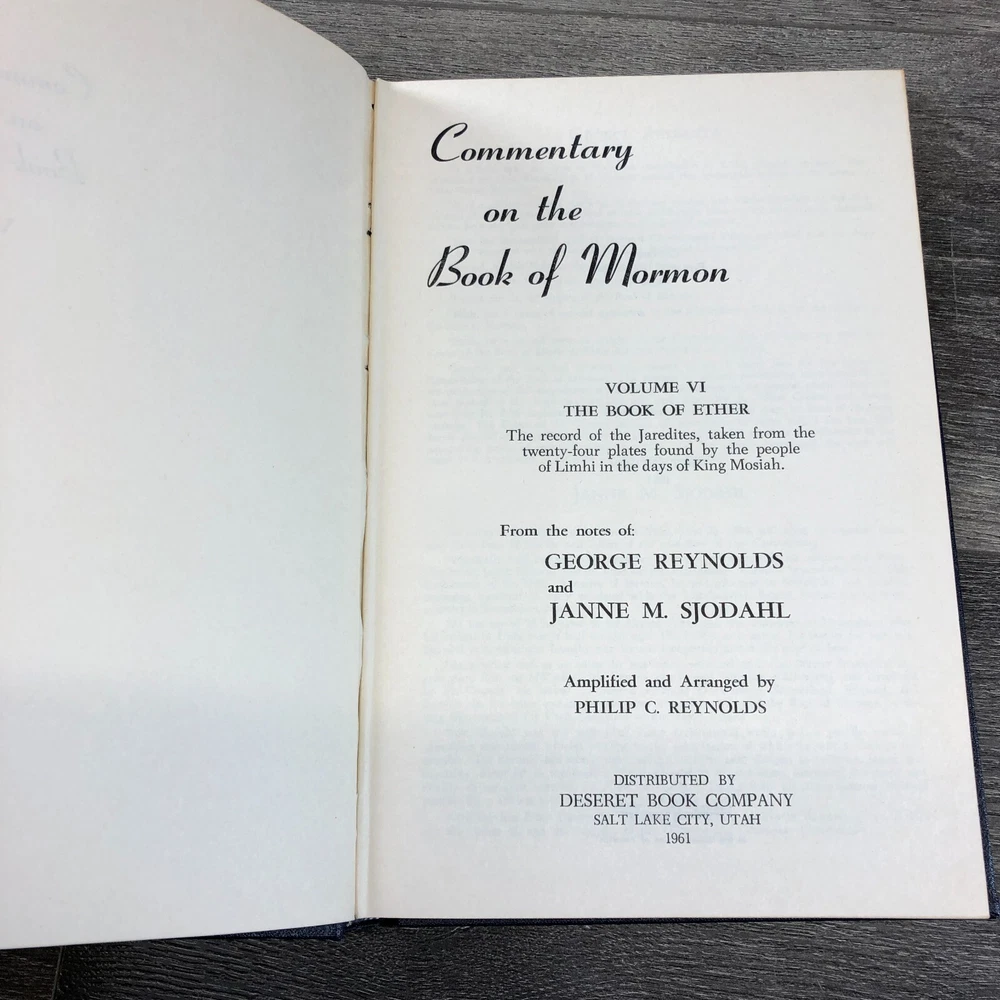 Commentary
on the
Book of Mormon
VOLUME VI
THE BOOK OF ETHER
The record of the Jaredites, taken from the
twenty-four plates found by the people
of Limhi in the days of King Mosiah.
From the notes of:
GEORGE REYNOLDS
and
JANNE M. SJODAHL
Amplified and Arranged by
PHILIP C. REYNOLDS
DISTRIBUTED BY
DESERET BOOK COMPANY
SALT LAKE CITY, UTAH
1961